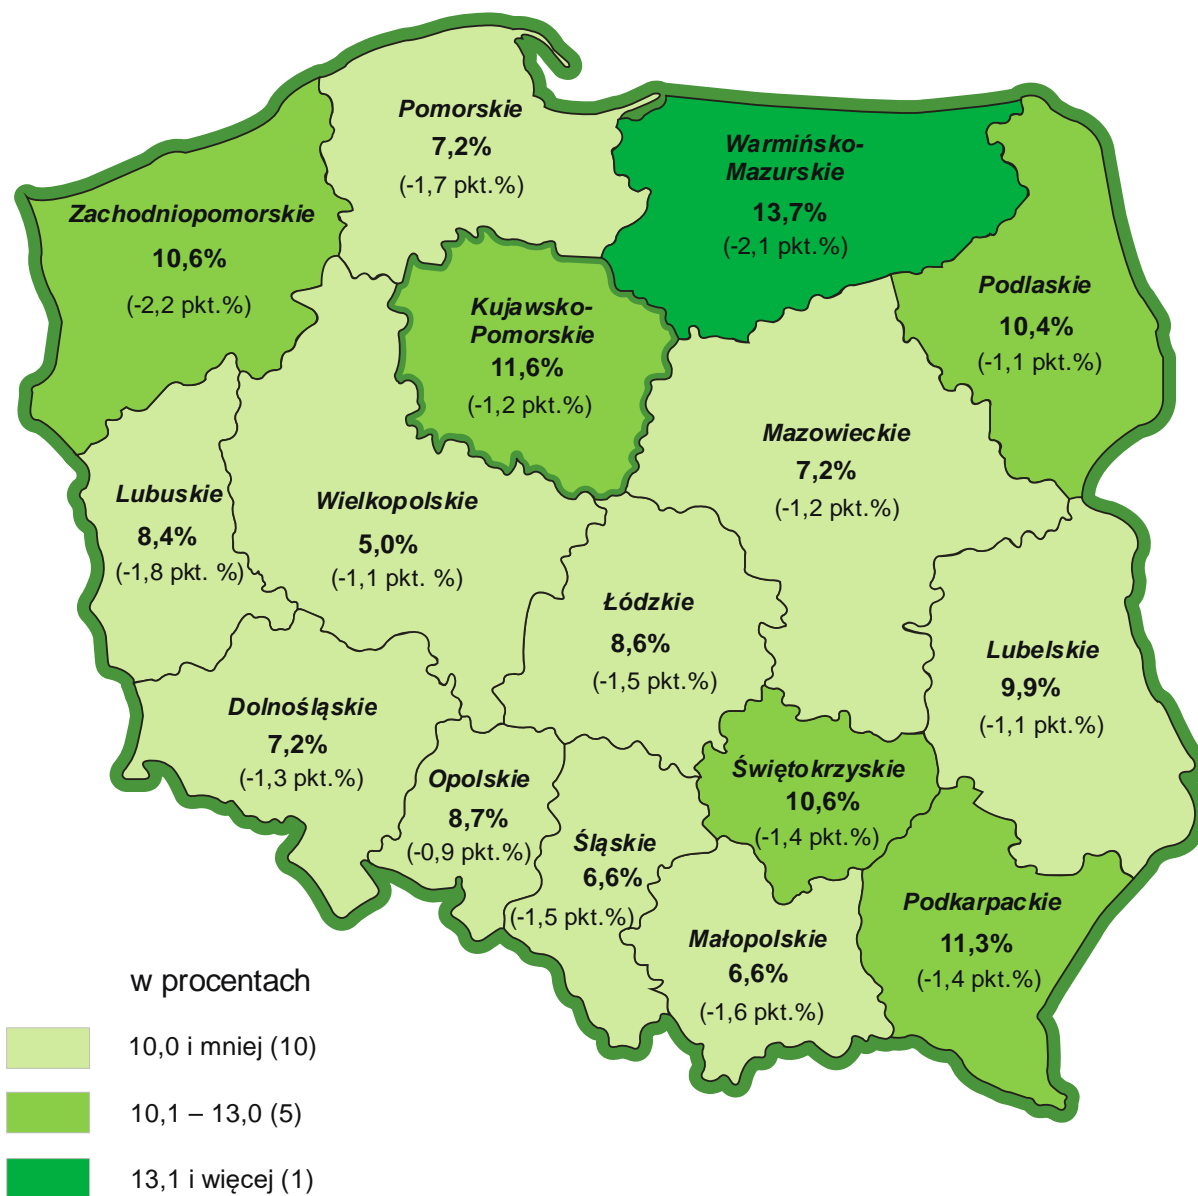 Pomorskie
7,2%
(-1,7 pkt.%)
Warmińsko-
Mazurskie
13,7%
(-2,1 pkt.%)
Zachodniopomorskie
10,6%
(-2,2 pkt.%)
Podlaskie
10,4%
(-1,1 pkt.%)
Kujawsko-
Pomorskie
11,6%
(-1,2 pkt.%)
Mazowieckie
7,2%
(-1,2 pkt.%)
Lubuskie
8,4%
(-1,8 pkt. %)
Wielkopolskie
5,0%
(-1,1 pkt. %)
Łódzkie
8,6%
(-1,5 pkt.%)
Lubelskie
9,9%
(-1,1 pkt.%)
Dolnośląskie
7,2%
(-1,3 pkt.%)
Opolskie
8,7%
(-0,9 pkt.%)
Świętokrzyskie
10,6%
(-1,4 pkt.%)
Śląskie
6,6%
(-1,5 pkt.%)
Podkarpackie
11,3%
(-1,4 pkt.%)
Małopolskie
6,6%
(-1,6 pkt.%)
w procentach
10,0 i mniej (10)
10,1 – 13,0 (5)
13,1 i więcej (1)